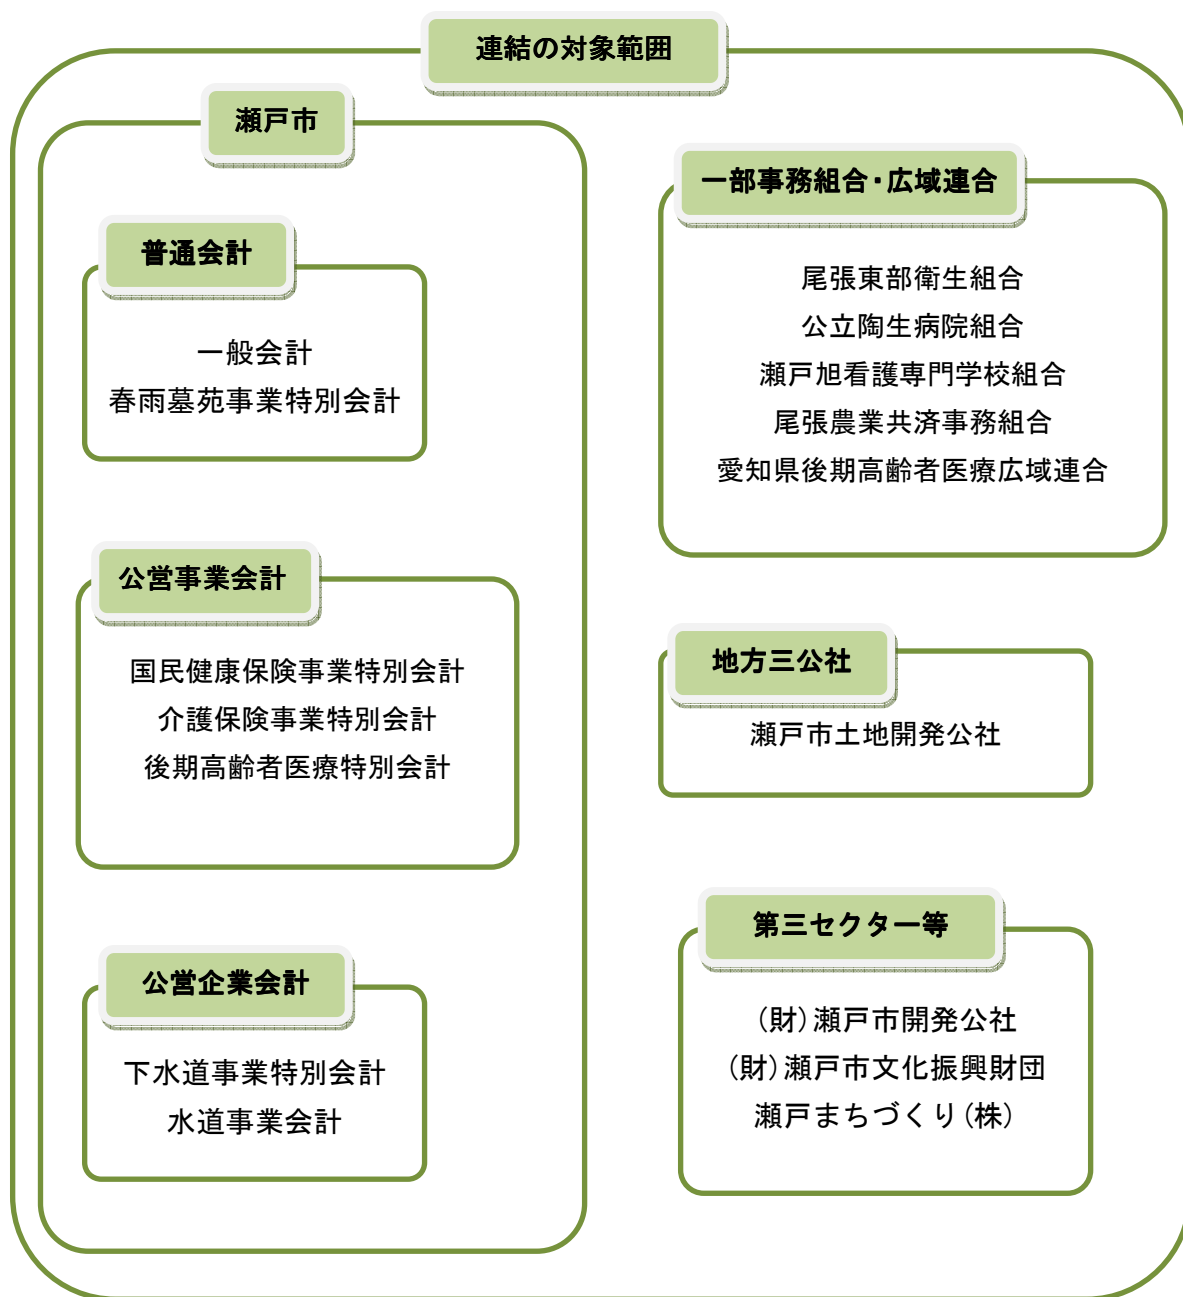 連結の対象範囲
瀬戸市
普通会計
一般会計
春雨墓苑事業特別会計
公営事業会計
国民健康保険事業特別会計
介護保険事業特別会計
後期高齢者医療特別会計
公営企業会計
下水道事業特別会計
水道事業会計
一部事務組合・広域連合
尾張東部衛生組合
公立陶生病院組合
瀬戸旭看護専門学校組合
尾張農業共済事務組合
愛知県後期高齢者医療広域連合
地方三公社
瀬戸市土地開発公社
第三セクター等
(財)瀬戸市開発公社
(財)瀬戸市文化振興財団
瀬戸まちづくり(株)